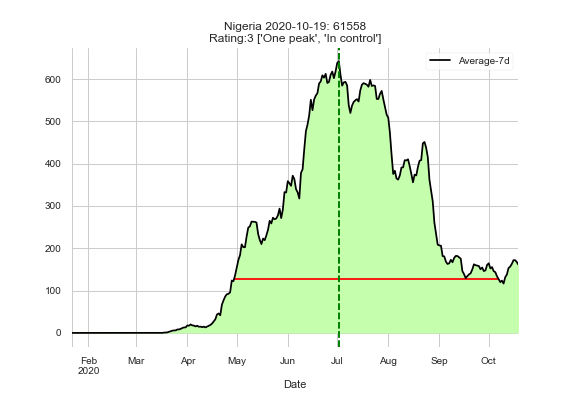 Nigeria 2020-10-19: 61558
Rating:3 ['One peak', 'In control']
Average-7d
600
500
400
300
200
100
0
Feb Mar Apr May Jun Jul Aug Sep Oct
2020
Date